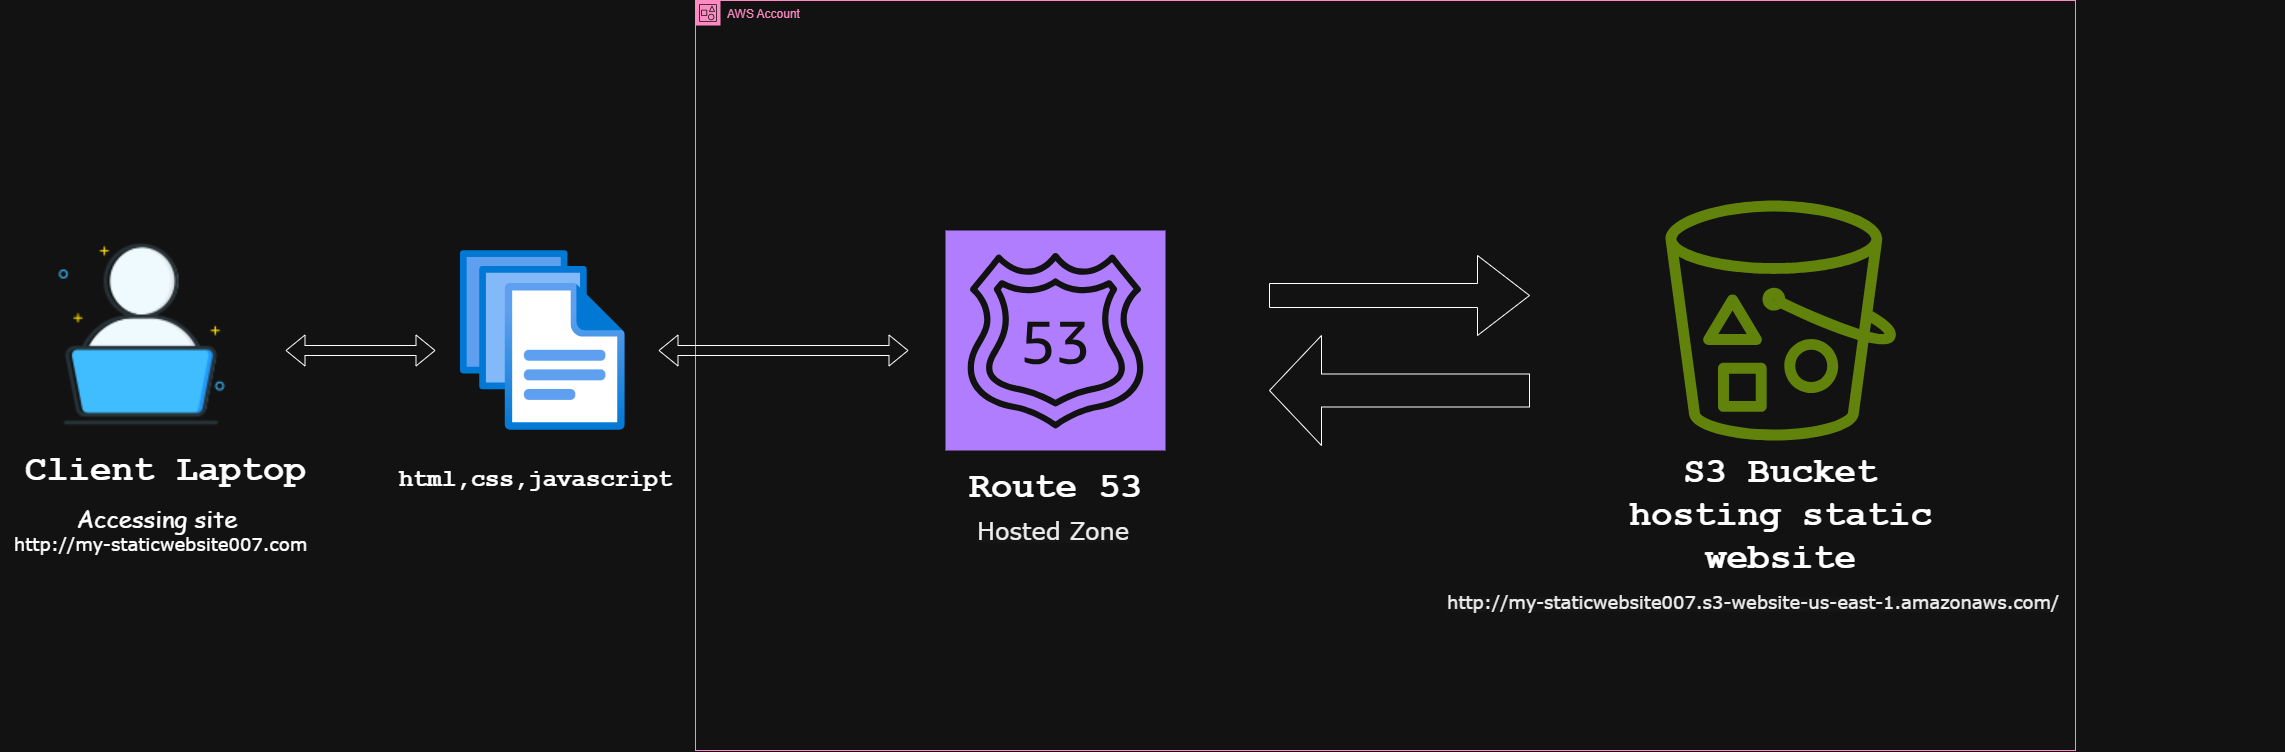 AWS Account
Client Laptop
Accessing site
http://my-staticwebsite007.com
html,css,javascript
53
Route 53
Hosted Zone
S3 Bucket
hosting static
website
http://my-staticwebsite007.s3-website-us-east-1.amazonaws.com/